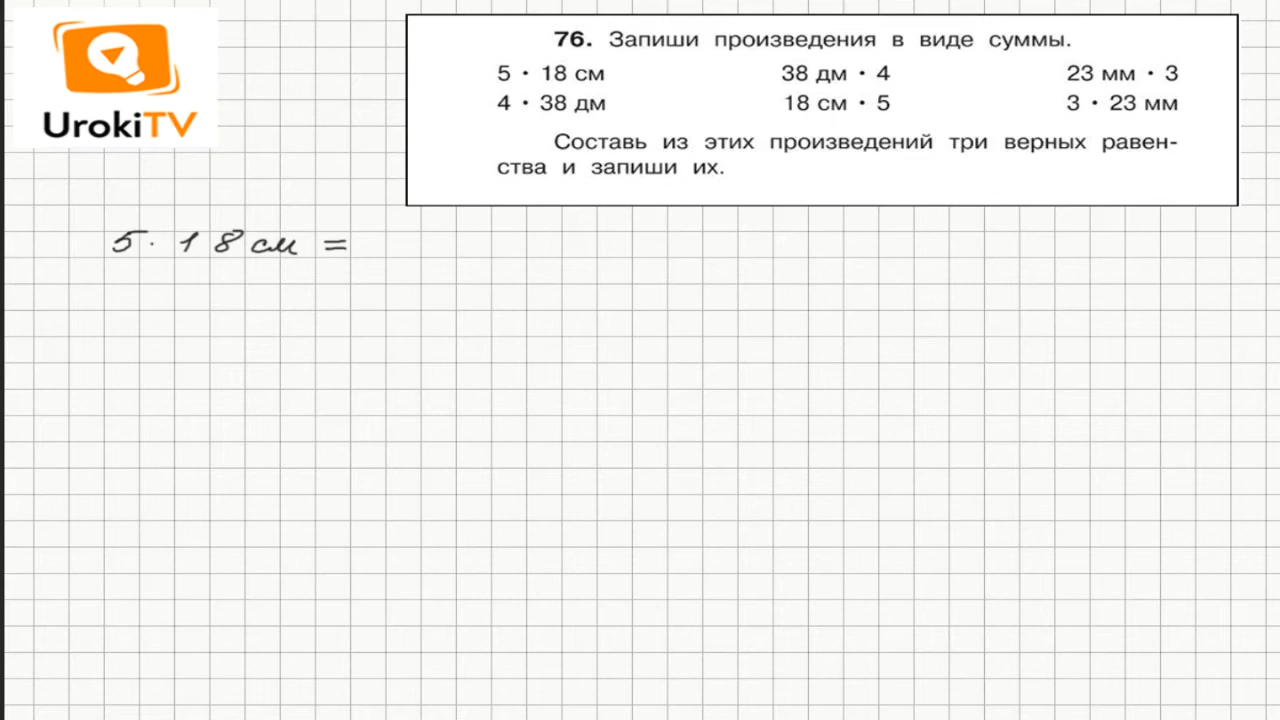 UrokiTV
76. Запиши произведения в виде суммы.
5 · 18 см 38 дм · 4 23 мм · 3
4 · 38 дм 18 см · 5 3 · 23 мм
Составь из этих произведений три верных равен-
ства и запиши их.
5 · 18 см =